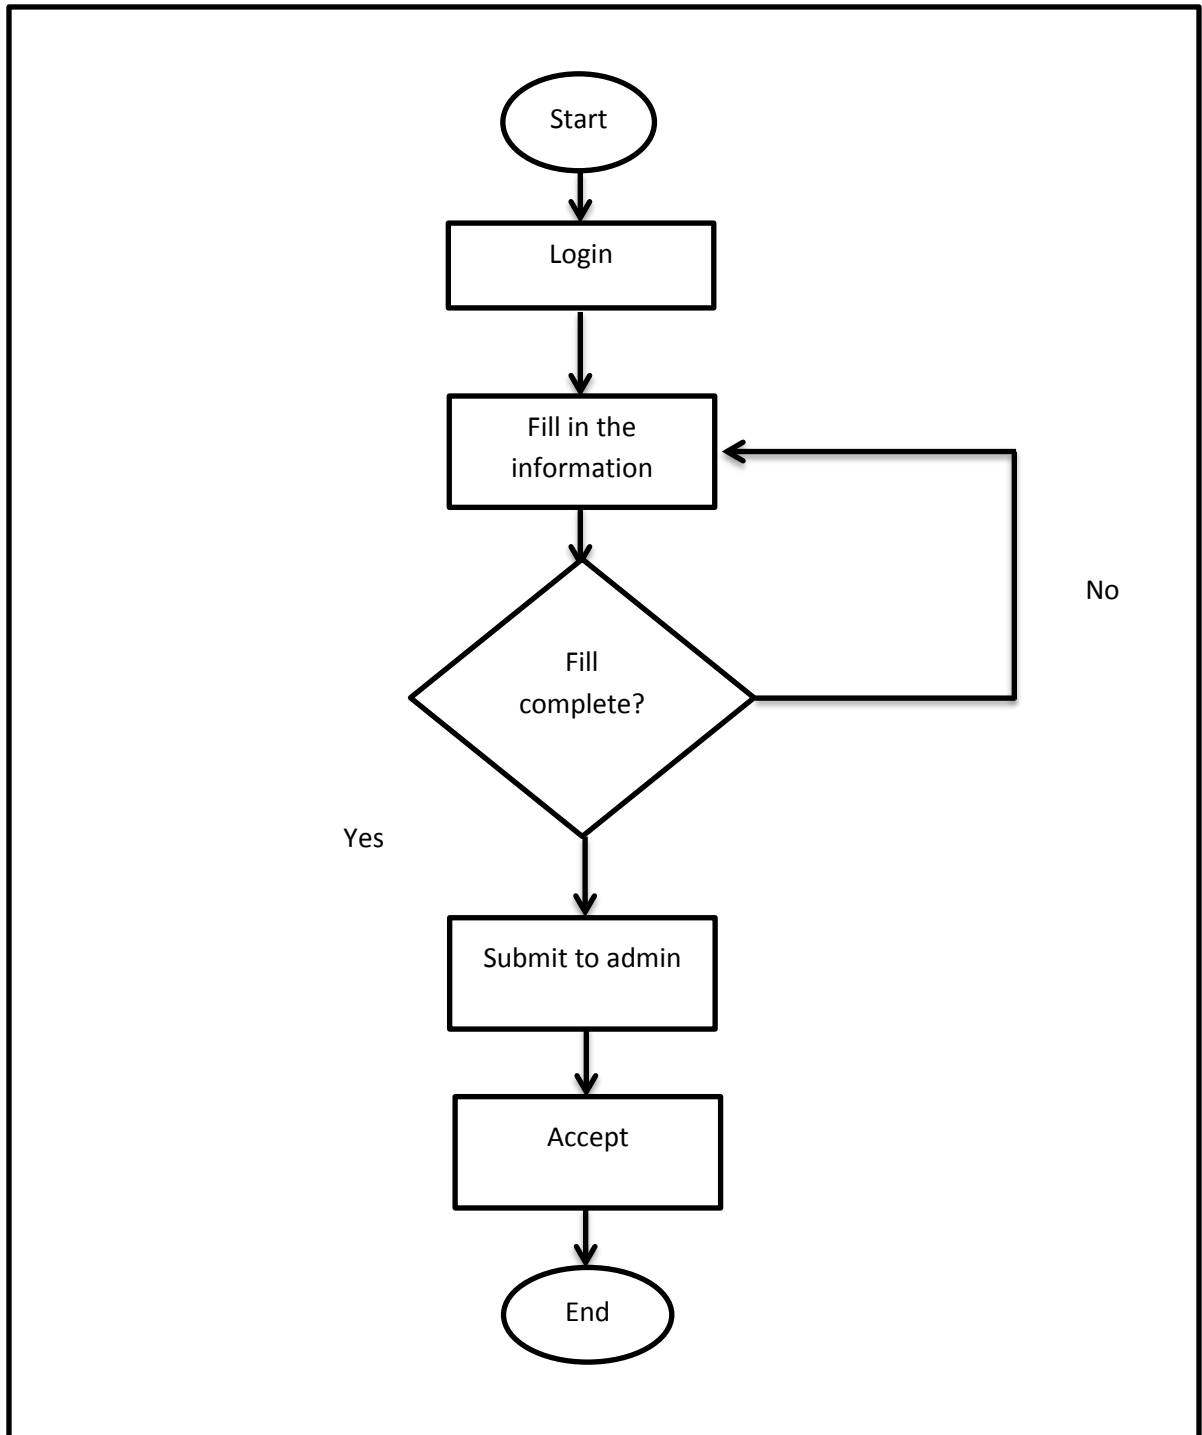 Start
Login
Fill in the
information
No
Fill
complete?
Yes
Submit to admin
Accept
End